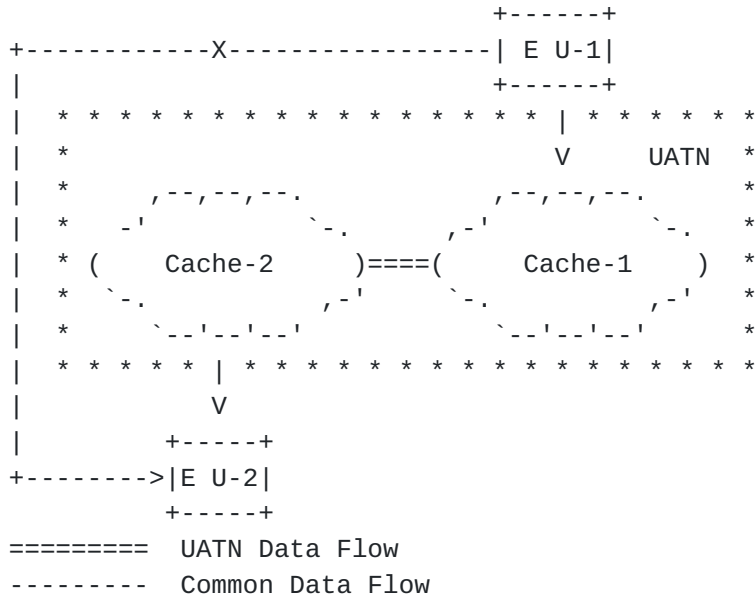 X
E U-1
V UATN
Cache-2 Cache-1
V
E U-2
========= UATN Data Flow
--------- Common Data Flow